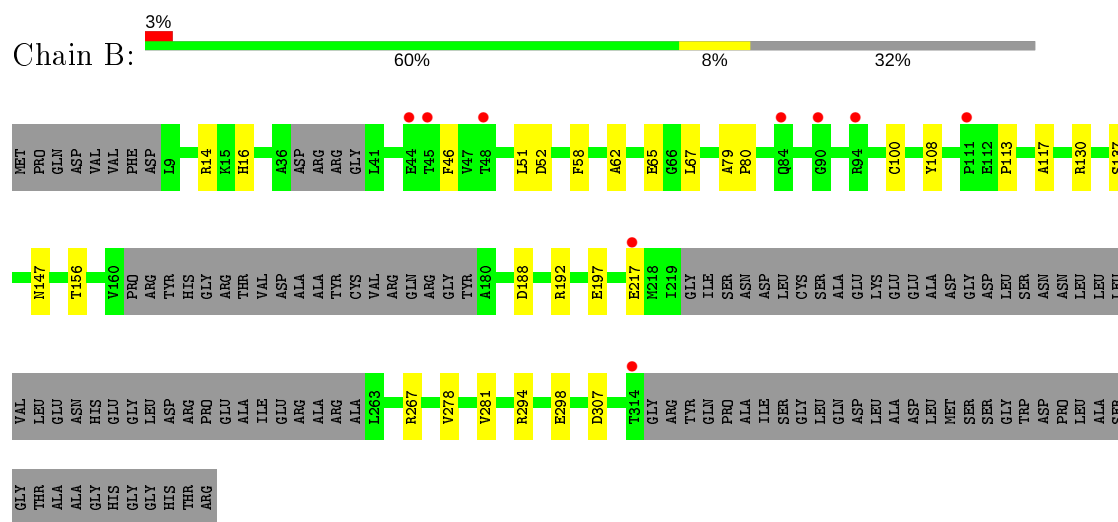 3%
Chain B:
60% 8% 32%
MET PRO GLN ASP VAL VAL PHE ASP L9 R14 K15 H16 A36 ASP ARG ARG GLY L41 E44 T45 F46 V47 T48 L51 D52 F58 A62 E65 G66 L67 A79 P80 Q84 G90 R94 C100 Y108 P111 E112 P113 A117 R130 S137
N147 T156 V160 PRO ARG TYR HIS GLY ARG THR VAL ASP ALA ALA TYR CYS VAL ARG GLN ARG GLY TYR A180 D188 R192 E197 E217 M218 I219 GLY ILE SER ASN ASP LEU CYS SER ALA GLU LYS GLU GLU ALA ASP GLY ASP LEU SER ASN ASN LEU LEU LEU
VAL LEU GLU ASN HIS GLU GLY LEU ASP ARG PRO GLU ALA ILE GLU ARG ALA ARG ALA L263 R267 V278 V281 R294 E298 D307 T314 GLY ARG TYR GLN PRO ALA ILE SER GLY LEU GLN ASP LEU ALA ASP LEU MET SER SER GLY TRP ASP PRO LEU ALA SER
GLY THR ALA ALA GLY HIS GLY GLY HIS THR ARG